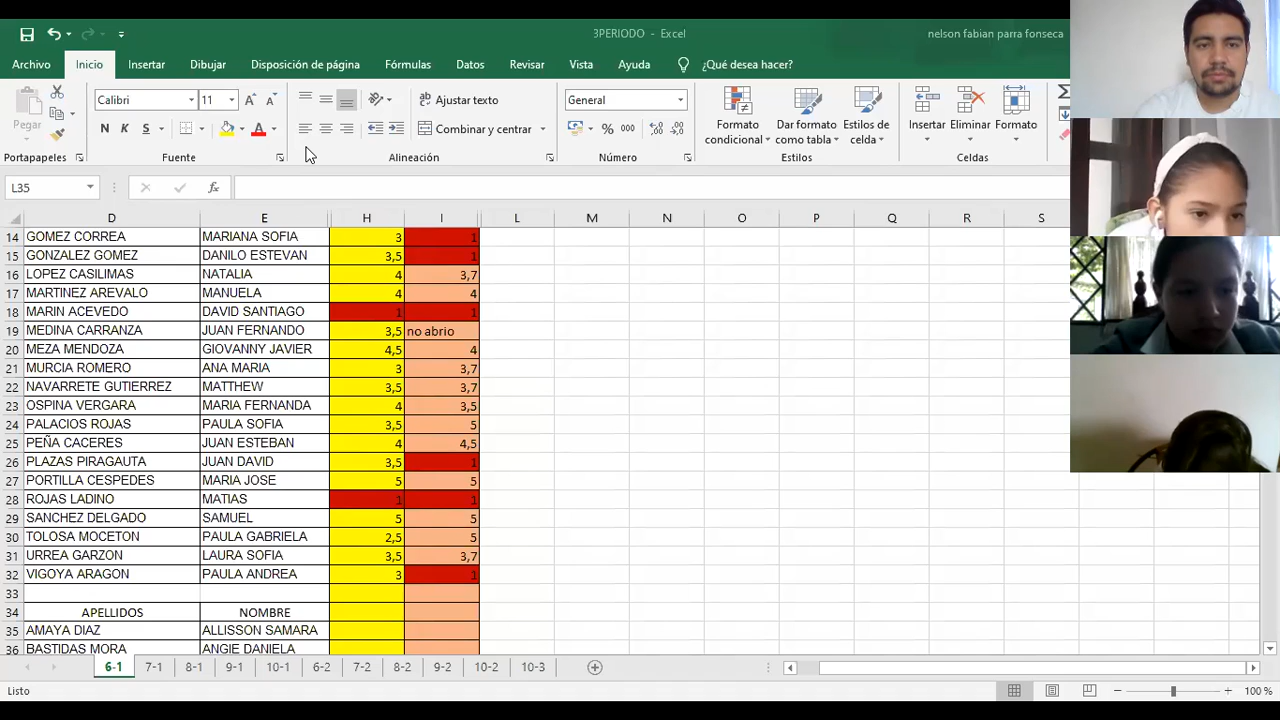 3PERIODO - Excel
nelson fabian parra fonseca
Archivo Inicio Insertar Dibujar Disposición de página Fórmulas Datos Revisar Vista Ayuda ¿Qué desea hacer?
Pegar
Calibri 11
N K S
Ajustar texto
Combinar y centrar
General
% 000
Formato condicional
Dar formato como tabla
Estilos de celda
Insertar Eliminar Formato
Portapapeles Fuente Alineación Número Estilos Celdas
L35 fx
D E H I L M N O P Q R S
14 GOMEZ CORREA MARIANA SOFIA 3 1
15 GONZALEZ GOMEZ DANILO ESTEVAN 3,5 1
16 LOPEZ CASILIMAS NATALIA 4 3,7
17 MARTINEZ AREVALO MANUELA 4 4
18 MARIN ACEVEDO DAVID SANTIAGO 1 1
19 MEDINA CARRANZA JUAN FERNANDO 3,5 no abrio
20 MEZA MENDOZA GIOVANNY JAVIER 4,5 4
21 MURCIA ROMERO ANA MARIA 3 3,7
22 NAVARRETE GUTIERREZ MATTHEW 3,5 3,7
23 OSPINA VERGARA MARIA FERNANDA 4 3,5
24 PALACIOS ROJAS PAULA SOFIA 3,5 5
25 PEÑA CACERES JUAN ESTEBAN 4 4,5
26 PLAZAS PIRAGAUTA JUAN DAVID 3,5 1
27 PORTILLA CESPEDES MARIA JOSE 5 5
28 ROJAS LADINO MATIAS 1 1
29 SANCHEZ DELGADO SAMUEL 5 5
30 TOLOSA MOCETON PAULA GABRIELA 2,5 5
31 URREA GARZON LAURA SOFIA 3,5 3,7
32 VIGOYA ARAGON PAULA ANDREA 3 1
33
34 APELLIDOS NOMBRE
35 AMAYA DIAZ ALLISSON SAMARA
36 BASTIDAS MORA ANGIE DANIELA
6-1 7-1 8-1 9-1 10-1 6-2 7-2 8-2 9-2 10-2 10-3
Listo 100 %